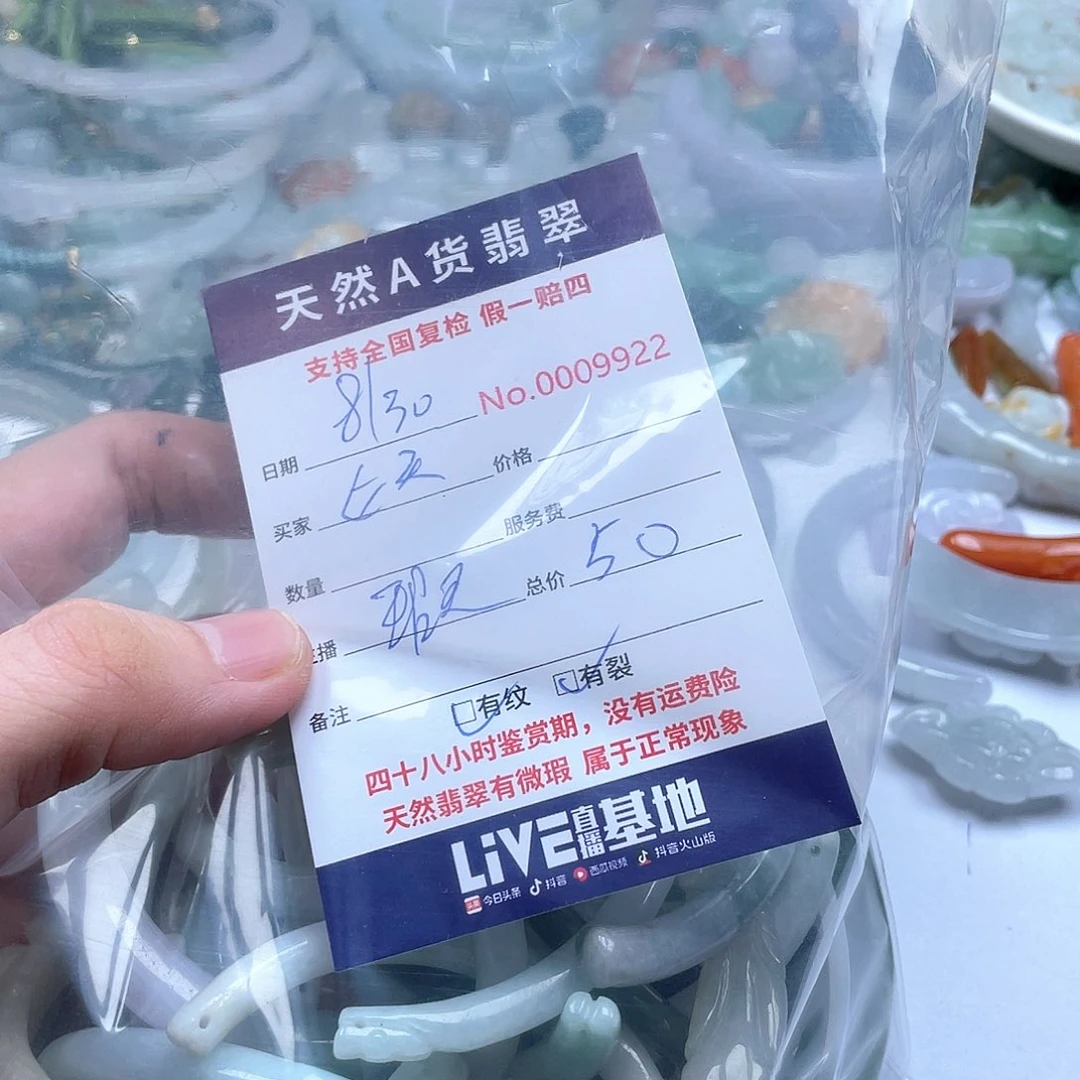 天然A货翡翠
支持全国复检 假一赔四
8/30 No.0009922
日期 价格
买家 服务费
数量 总价 50
播
备注 有纹 有裂
四十八小时鉴赏期，没有运费险
天然翡翠有微瑕 属于正常现象
LiVE直播基地
今日头条 抖音 西瓜视频 抖音火山版